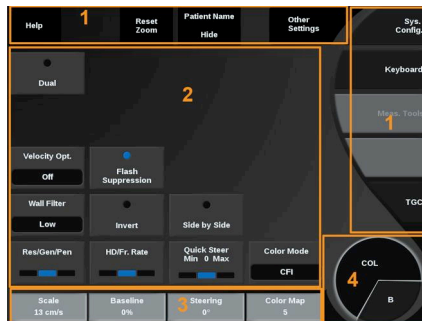 1
Help
Reset
Zoom
Patient Name
Hide
Other
Settings
Sys.
Config.
Keyboard
Meas. Tools
1
TGC
2
Dual
Velocity Opt.
Off
Flash
Suppression
Wall Filter
Low
Invert
Side by Side
Res/Gen/Pen
HD/Fr. Rate
Quick Steer
Min 0 Max
Color Mode
CFI
3
Scale
13 cm/s
Baseline
0%
Steering
0°
Color Map
5
4
COL
B